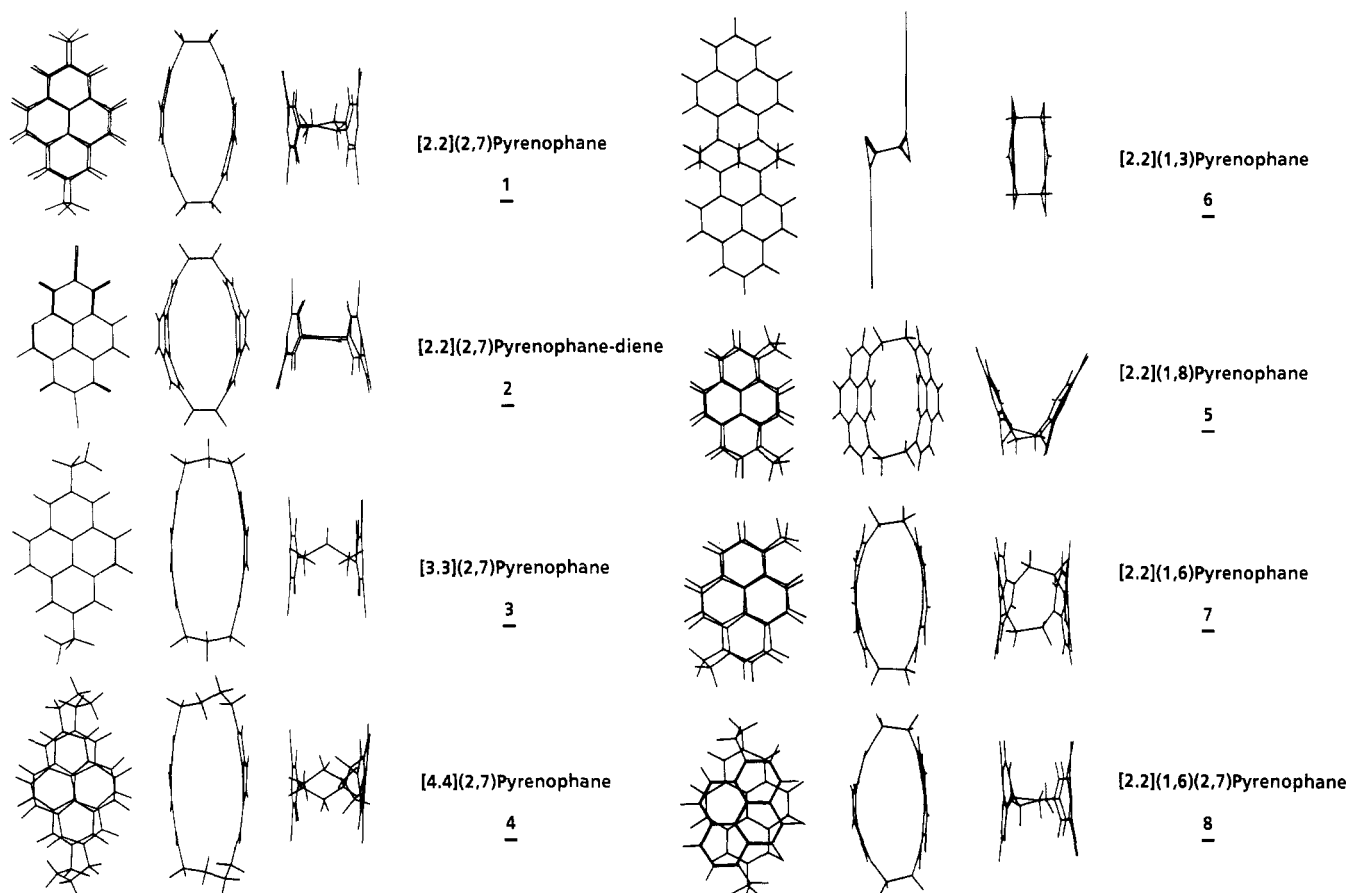 [2.2](2,7)Pyrenophane
1
[2.2](2,7)Pyrenophane-diene
2
[3.3](2,7)Pyrenophane
3
[4.4](2,7)Pyrenophane
4
[2.2](1,3)Pyrenophane
6
[2.2](1,8)Pyrenophane
5
[2.2](1,6)Pyrenophane
7
[2.2](1,6)(2,7)Pyrenophane
8